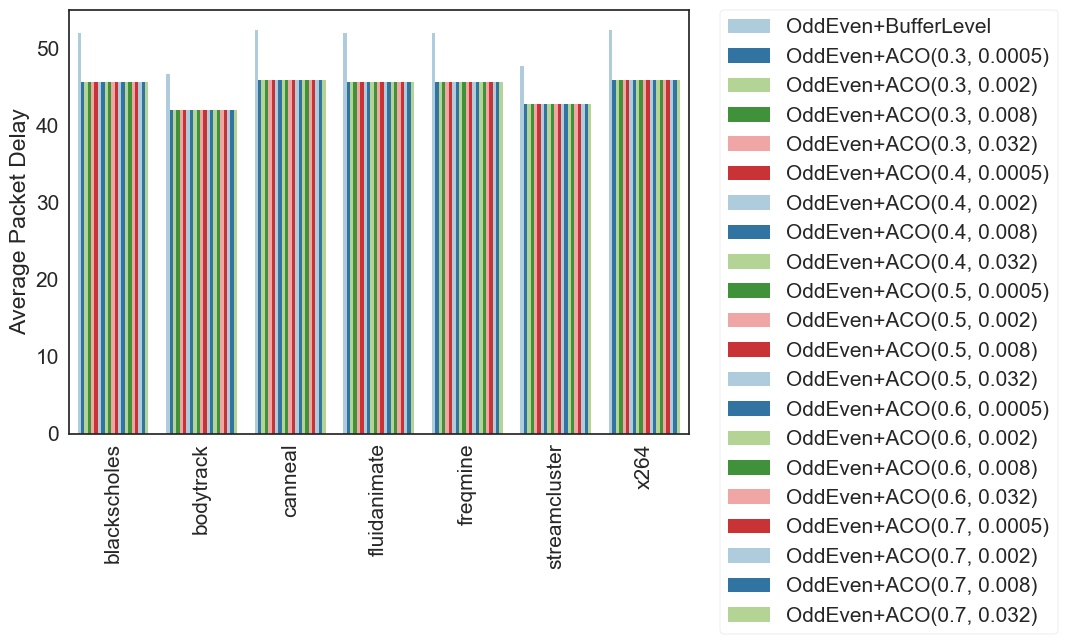 Average Packet Delay
50
40
30
20
10
0
blackscholes
bodytrack
canneal
fluidanimate
freqmine
streamcluster
x264
OddEven+BufferLevel
OddEven+ACO(0.3, 0.0005)
OddEven+ACO(0.3, 0.002)
OddEven+ACO(0.3, 0.008)
OddEven+ACO(0.3, 0.032)
OddEven+ACO(0.4, 0.0005)
OddEven+ACO(0.4, 0.002)
OddEven+ACO(0.4, 0.008)
OddEven+ACO(0.4, 0.032)
OddEven+ACO(0.5, 0.0005)
OddEven+ACO(0.5, 0.002)
OddEven+ACO(0.5, 0.008)
OddEven+ACO(0.5, 0.032)
OddEven+ACO(0.6, 0.0005)
OddEven+ACO(0.6, 0.002)
OddEven+ACO(0.6, 0.008)
OddEven+ACO(0.6, 0.032)
OddEven+ACO(0.7, 0.0005)
OddEven+ACO(0.7, 0.002)
OddEven+ACO(0.7, 0.008)
OddEven+ACO(0.7, 0.032)